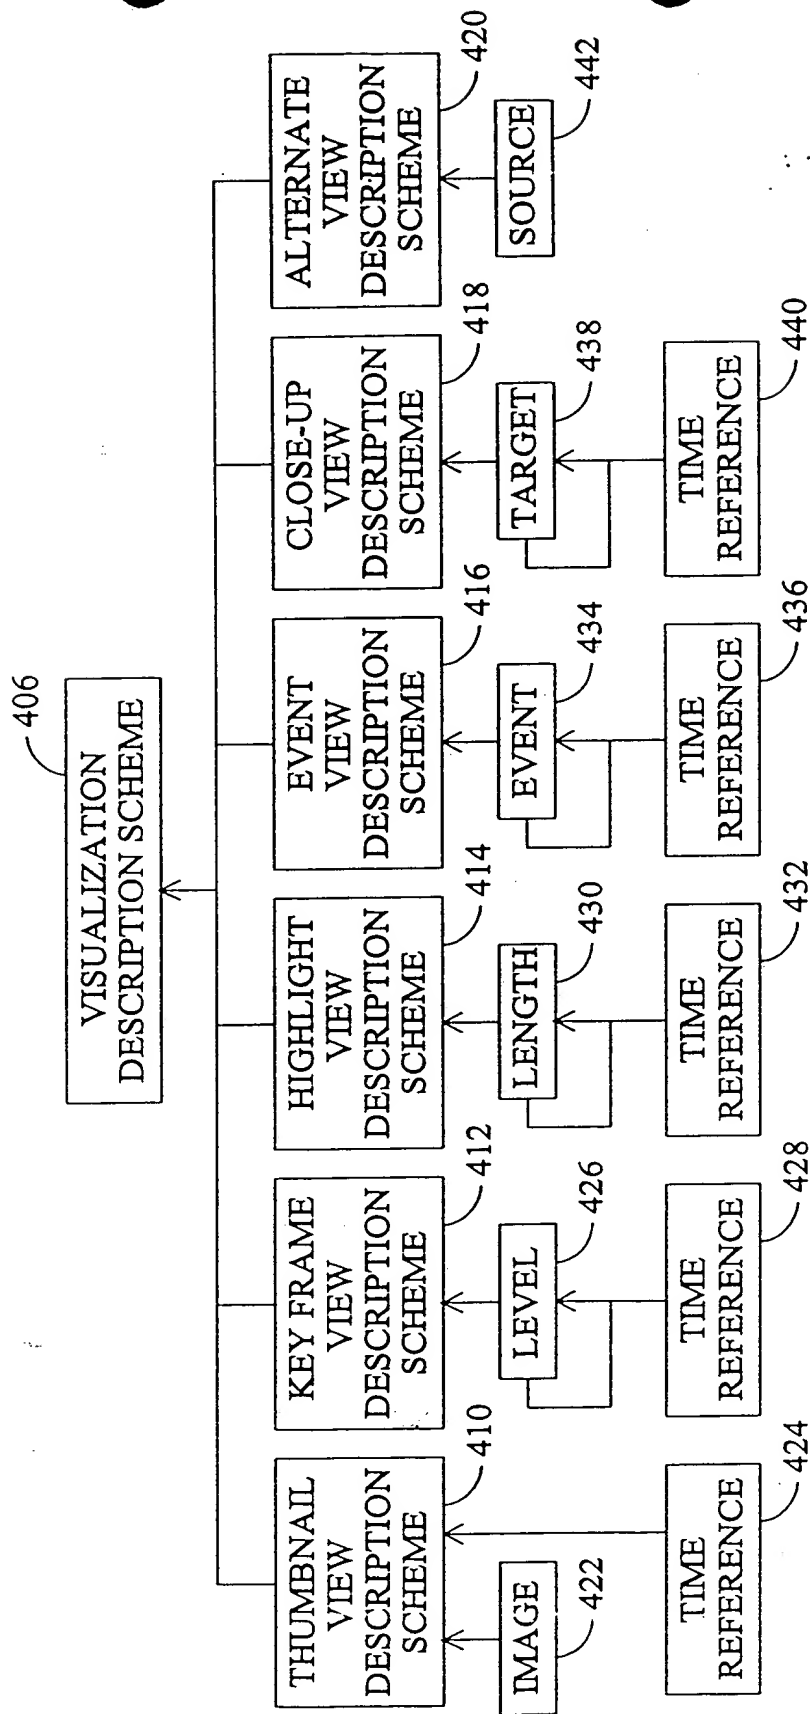 406
VISUALIZATION
DESCRIPTION SCHEME
THUMBNAIL
VIEW
DESCRIPTION
SCHEME
410
KEY FRAME
VIEW
DESCRIPTION
SCHEME
412
HIGHLIGHT
VIEW
DESCRIPTION
SCHEME
414
EVENT
VIEW
DESCRIPTION
SCHEME
416
CLOSE-UP
VIEW
DESCRIPTION
SCHEME
418
ALTERNATE
VIEW
DESCRIPTION
SCHEME
420
IMAGE
422
LEVEL
426
LENGTH
430
EVENT
434
TARGET
438
SOURCE
442
TIME
REFERENCE
424
TIME
REFERENCE
428
TIME
REFERENCE
432
TIME
REFERENCE
436
TIME
REFERENCE
440